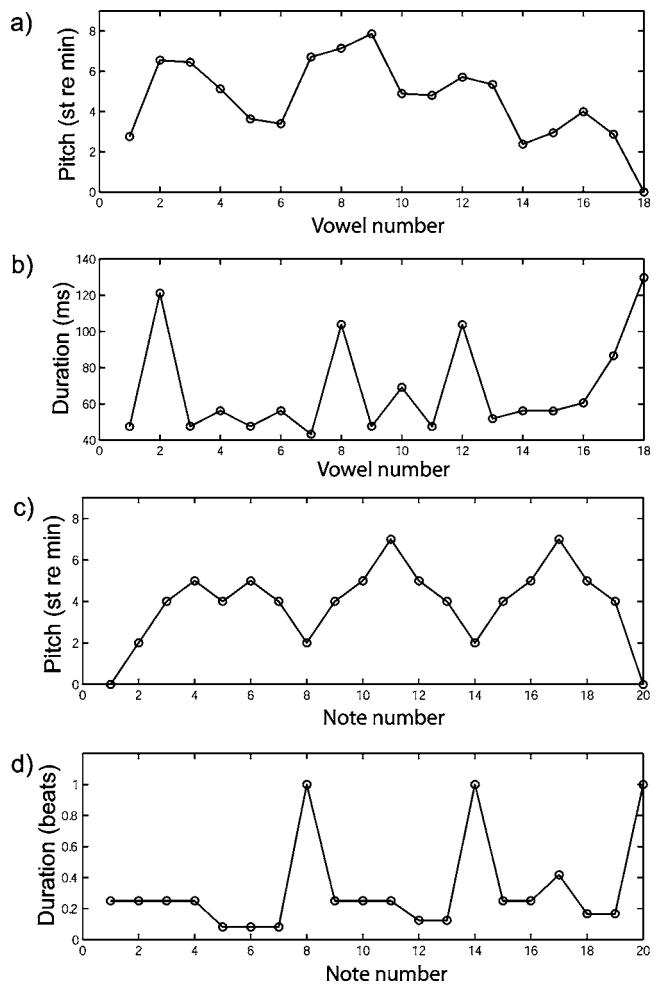 a)
Pitch (st re min)
8
6
4
2
0
0 2 4 6 8 10 12 14 16 18
Vowel number
b)
Duration (ms)
140
120
100
80
60
40
0 2 4 6 8 10 12 14 16 18
Vowel number
c)
Pitch (st re min)
8
6
4
2
0
0 2 4 6 8 10 12 14 16 18 20
Note number
d)
Duration (beats)
1
0.8
0.6
0.4
0.2
0
0 2 4 6 8 10 12 14 16 18 20
Note number